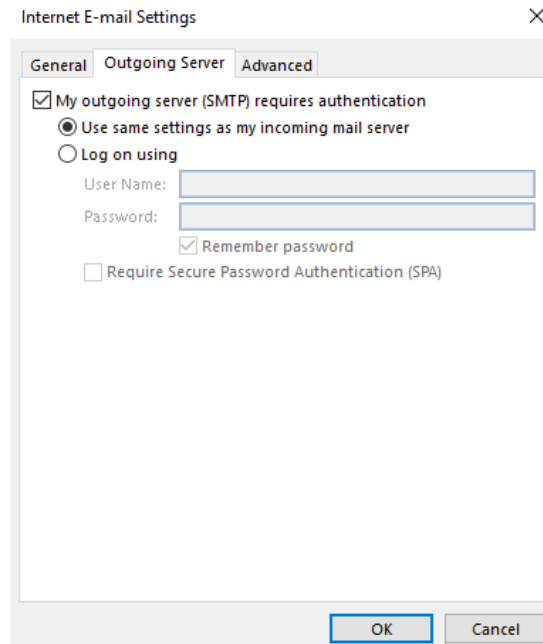 Internet E-mail Settings
General Outgoing Server Advanced
My outgoing server (SMTP) requires authentication
Use same settings as my incoming mail server
Log on using
User Name:
Password:
Remember password
Require Secure Password Authentication (SPA)
OK Cancel